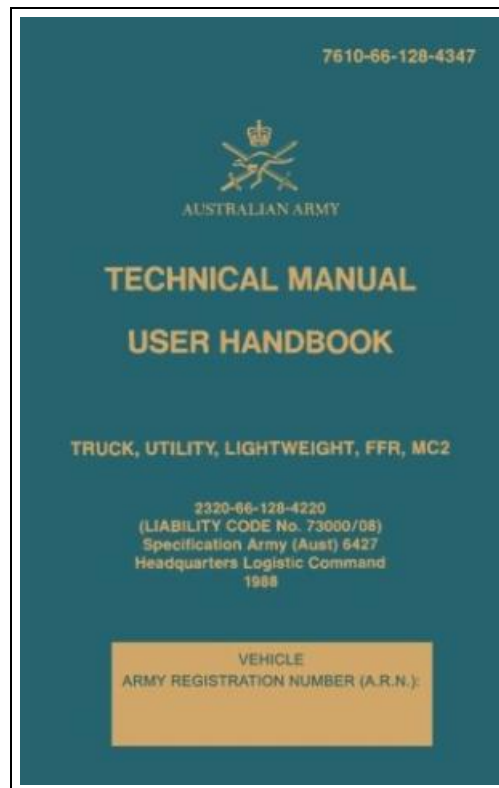 7610-66-128-4347
AUSTRALIAN ARMY
TECHNICAL MANUAL
USER HANDBOOK
TRUCK, UTILITY, LIGHTWEIGHT, FFR, MC2
2320-66-128-4220
(LIABILITY CODE No. 73000/08)
Specification Army (Aust) 6427
Headquarters Logistic Command
1988
VEHICLE
ARMY REGISTRATION NUMBER (A.R.N.):